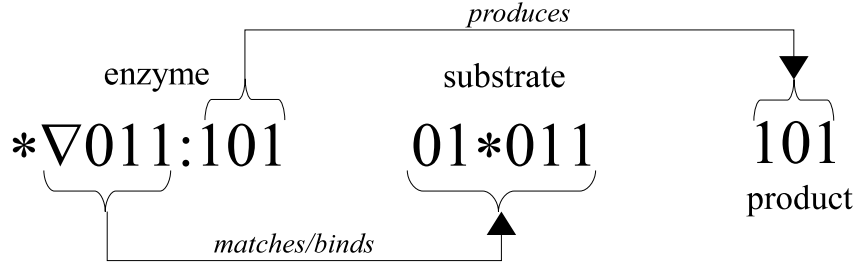 produces
enzyme substrate
*∇011:101 01*011 101
product
matches/binds